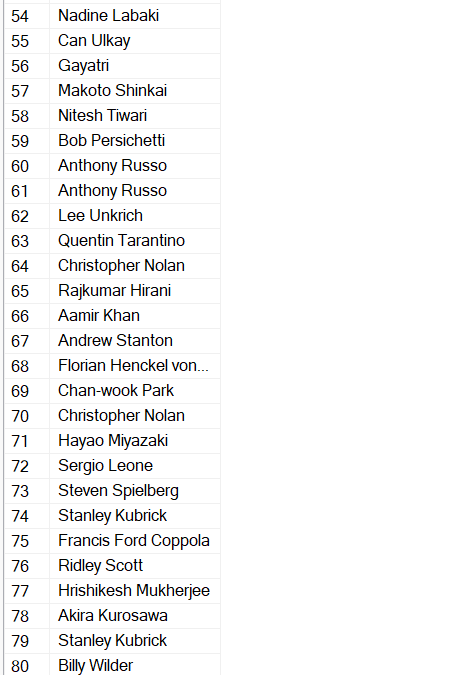 54 Nadine Labaki
55 Can Ulkay
56 Gayatri
57 Makoto Shinkai
58 Nitesh Tiwari
59 Bob Persichetti
60 Anthony Russo
61 Anthony Russo
62 Lee Unkrich
63 Quentin Tarantino
64 Christopher Nolan
65 Rajkumar Hirani
66 Aamir Khan
67 Andrew Stanton
68 Florian Henckel von...
69 Chan-wook Park
70 Christopher Nolan
71 Hayao Miyazaki
72 Sergio Leone
73 Steven Spielberg
74 Stanley Kubrick
75 Francis Ford Coppola
76 Ridley Scott
77 Hrishikesh Mukherjee
78 Akira Kurosawa
79 Stanley Kubrick
80 Billy Wilder